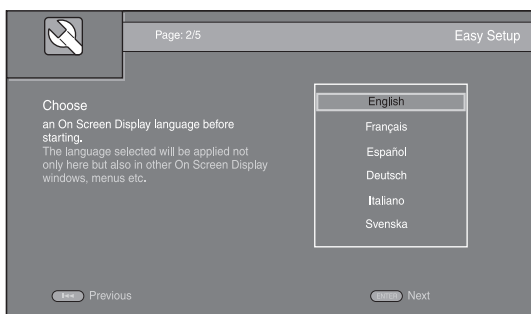 Page: 2/5
Easy Setup
Choose
an On Screen Display language before
starting.
The language selected will be applied not
only here but also in other On Screen Display
windows, menus etc.
English
Français
Español
Deutsch
Italiano
Svenska
Previous
ENTER Next